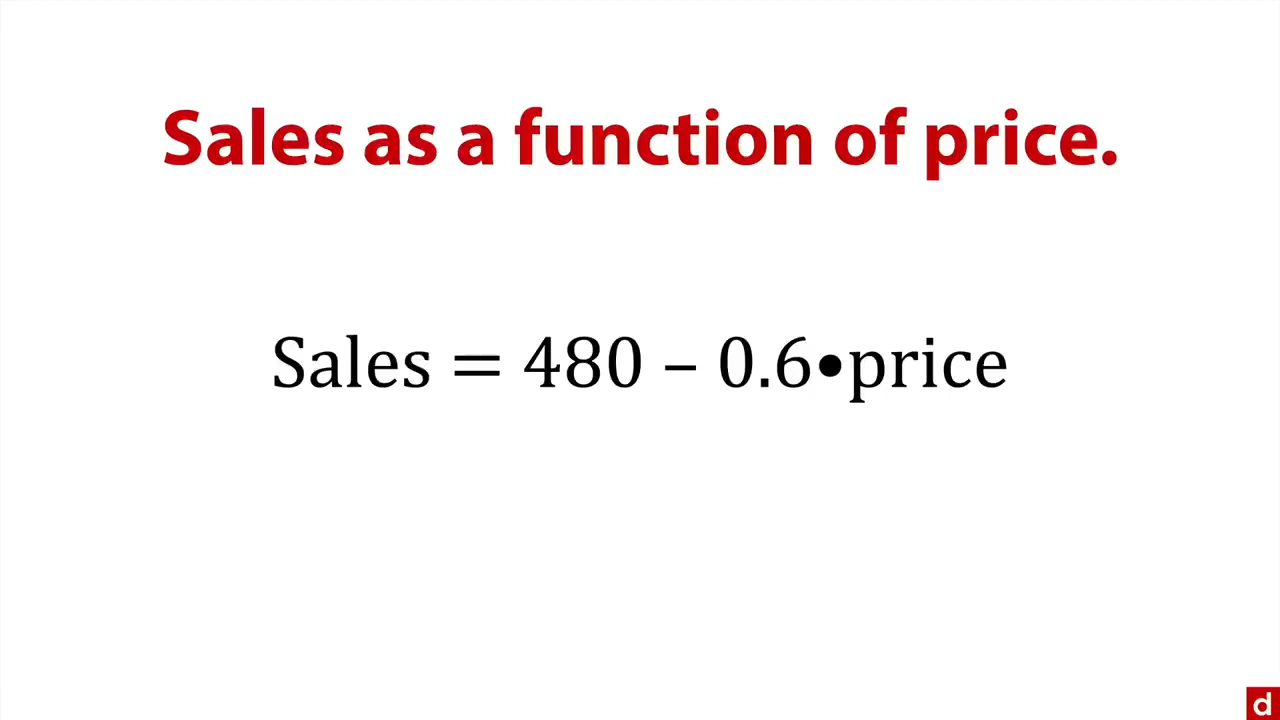 Sales as a function of price.
Sales = 480 – 0.6•price
d